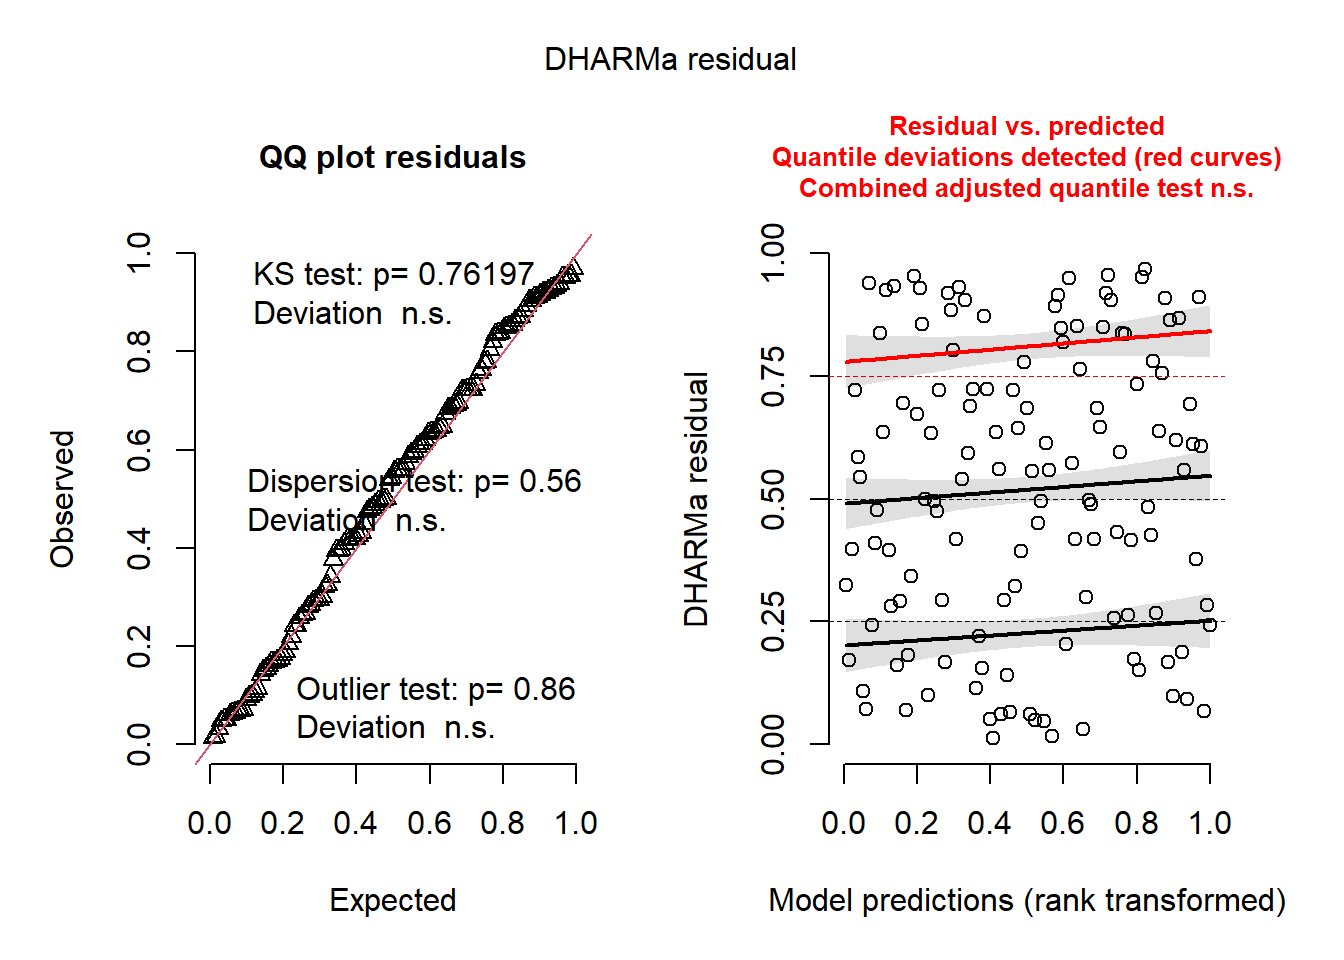 DHARMa residual
QQ plot residuals
KS test: p= 0.76197
Deviation  n.s.
Dispersion test: p= 0.56
Deviation  n.s.
Outlier test: p= 0.86
Deviation  n.s.
Observed
0.0
0.2
0.4
0.6
0.8
1.0
0.0 0.2 0.4 0.6 0.8 1.0
Expected
Residual vs. predicted
Quantile deviations detected (red curves)
Combined adjusted quantile test n.s.
DHARMa residual
0.00
0.25
0.50
0.75
1.00
0.0 0.2 0.4 0.6 0.8 1.0
Model predictions (rank transformed)